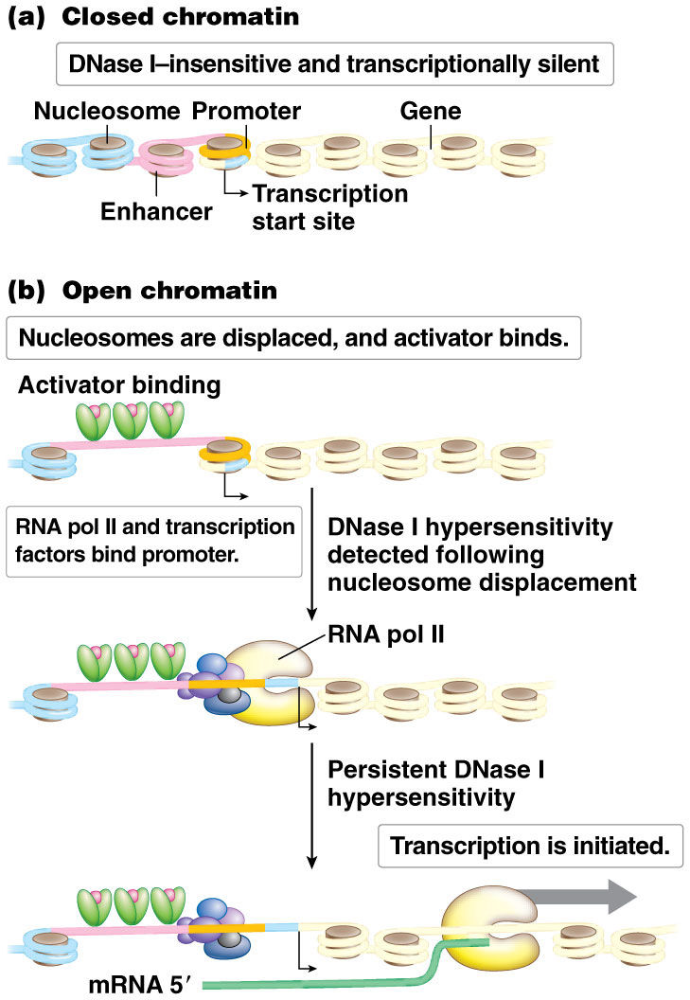 (a) Closed chromatin
DNase I–insensitive and transcriptionally silent
Nucleosome Promoter Gene
Enhancer
Transcription
start site
(b) Open chromatin
Nucleosomes are displaced, and activator binds.
Activator binding
RNA pol II and transcription
factors bind promoter.
DNase I hypersensitivity
detected following
nucleosome displacement
RNA pol II
Persistent DNase I
hypersensitivity
Transcription is initiated.
mRNA 5′